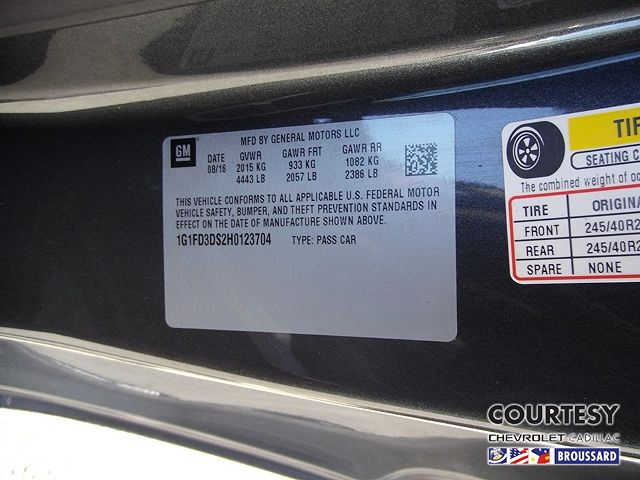 GM
MFD BY GENERAL MOTORS LLC
DATE GVWR GAWR FRT GAWR RR
08/16 2015 KG 933 KG 1082 KG
4443 LB 2057 LB 2386 LB
THIS VEHICLE CONFORMS TO ALL APPLICABLE U.S. FEDERAL MOTOR
VEHICLE SAFETY, BUMPER, AND THEFT PREVENTION STANDARDS IN
EFFECT ON THE DATE OF MANUFACTURE SHOWN ABOVE.
1G1FD3DS2H0123704 TYPE: PASS CAR
TIR
SEATING CA
The combined weight of oc
TIRE ORIGINA
FRONT 245/40R2
REAR 245/40R2
SPARE NONE
COURTESY
CHEVROLET CADILLAC
BROUSSARD